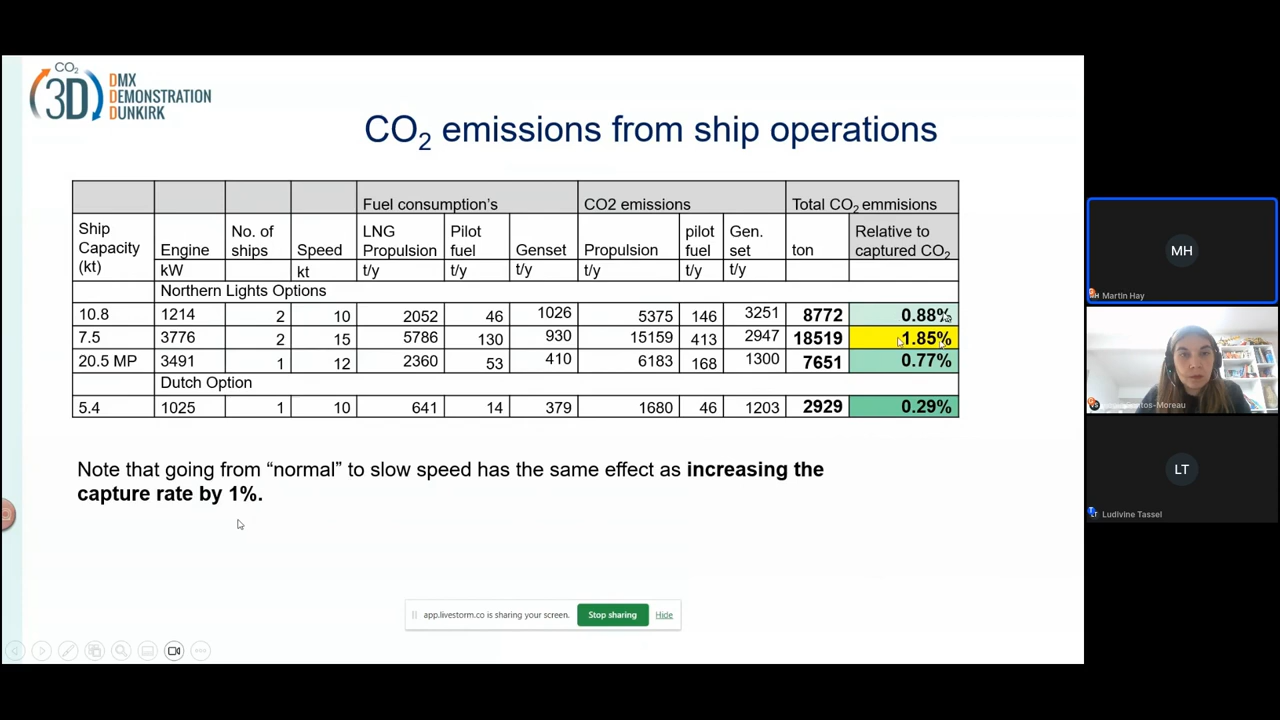 CO2
3D
DMX
DEMONSTRATION
DUNKIRK
CO2 emissions from ship operations
Fuel consumption's CO2 emissions Total CO2 emmisions
Ship Capacity (kt) Engine No. of ships Speed LNG Propulsion Pilot fuel Genset Propulsion pilot fuel Gen. set ton Relative to captured CO2
kW kt t/y t/y t/y t/y t/y t/y
Northern Lights Options
10.8 1214 2 10 2052 46 1026 5375 146 3251 8772 0.88%
7.5 3776 2 15 5786 130 930 15159 413 2947 18519 1.85%
20.5 MP 3491 1 12 2360 53 410 6183 168 1300 7651 0.77%
Dutch Option
5.4 1025 1 10 641 14 379 1680 46 1203 2929 0.29%
Note that going from "normal" to slow speed has the same effect as increasing the
capture rate by 1%.
app.livestorm.co is sharing your screen. Stop sharing Hide
MH
MH Martin Hay
LT
LT Ludivine Tassel